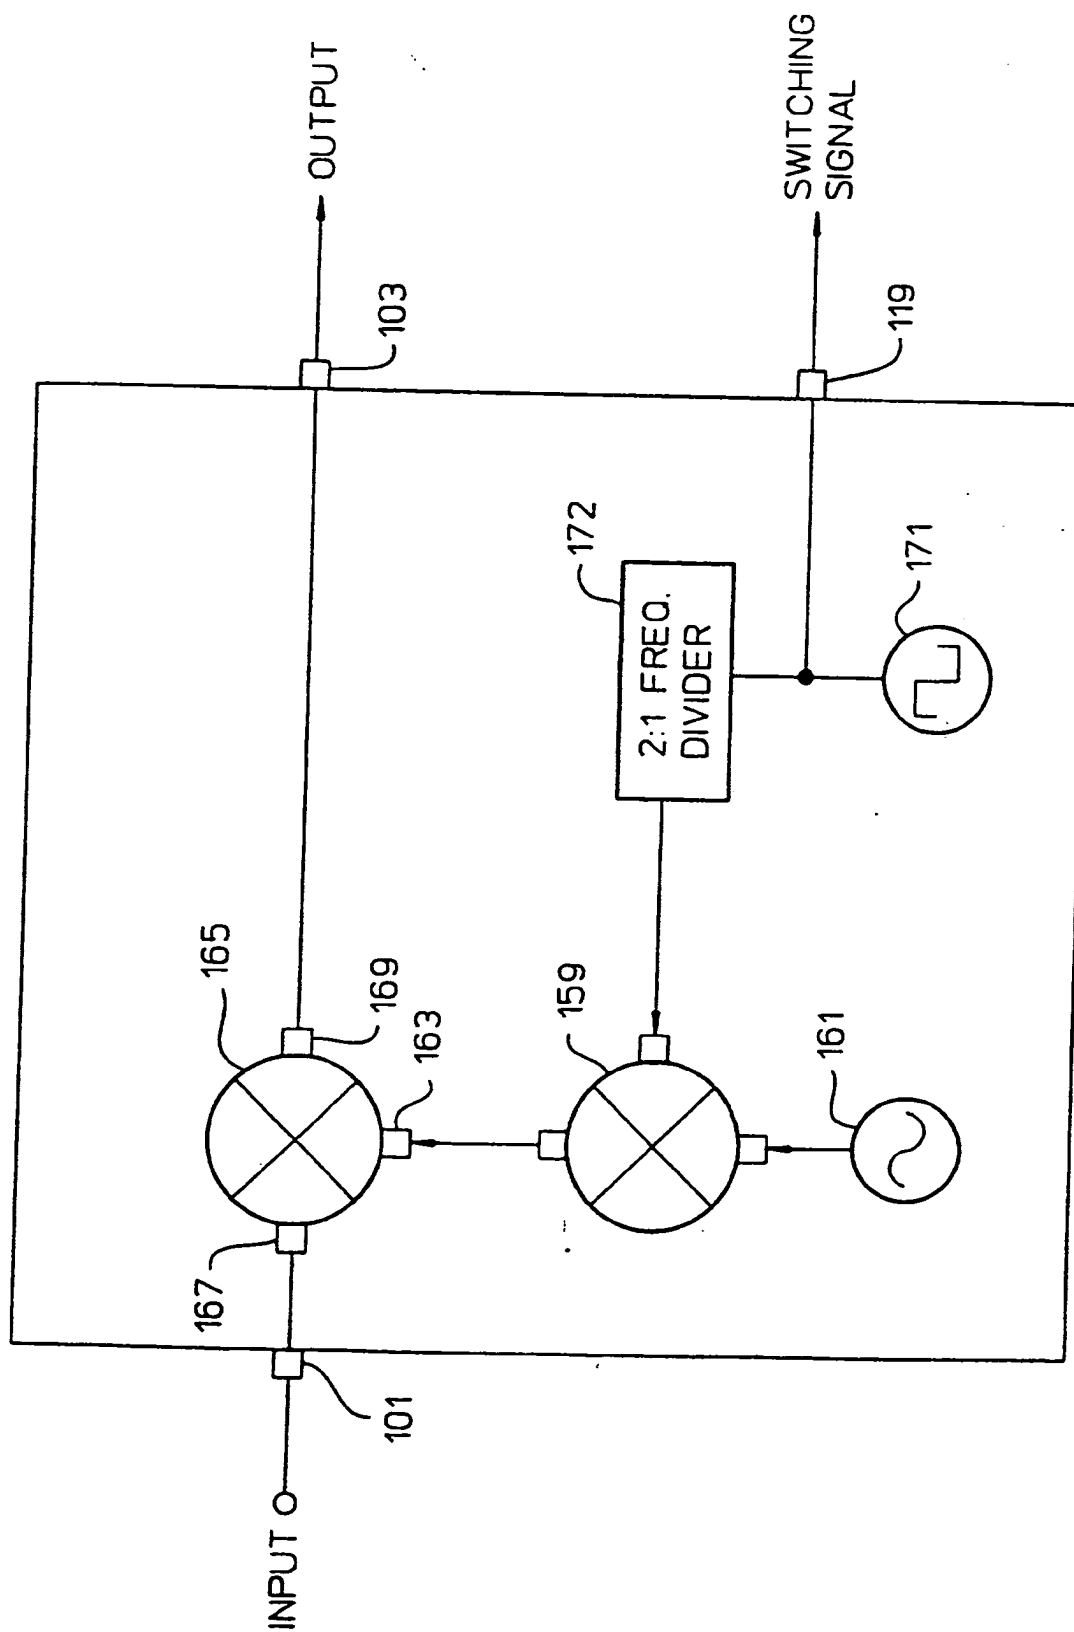 INPUT
101
167
165
169
163
159
161
2:1 FREQ.
DIVIDER
172
171
103
OUTPUT
119
SWITCHING
SIGNAL